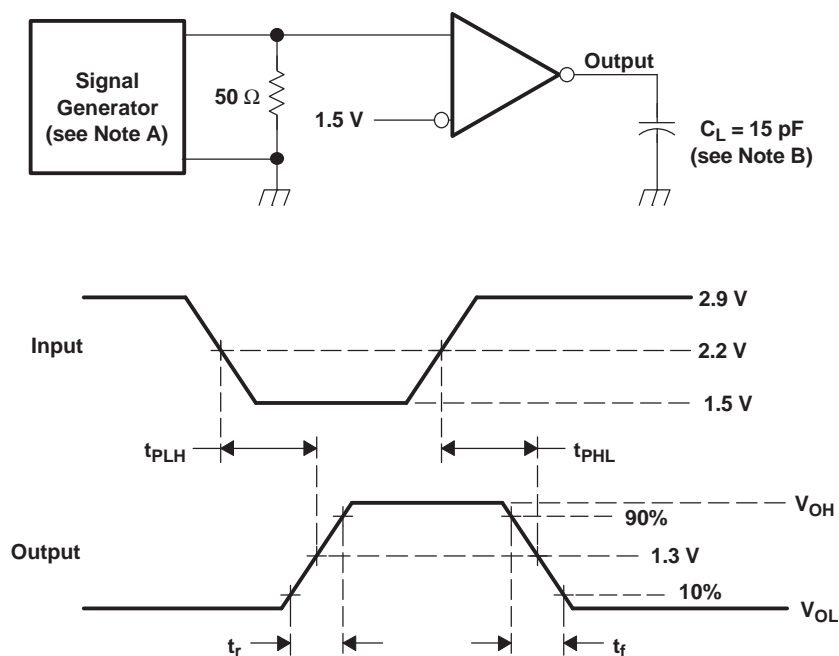 Signal
Generator
(see Note A)
50 Ω
1.5 V
Output
C_L = 15 pF
(see Note B)
Input
2.9 V
2.2 V
1.5 V
t_PLH
t_PHL
Output
V_OH
90%
1.3 V
10%
V_OL
t_r
t_f